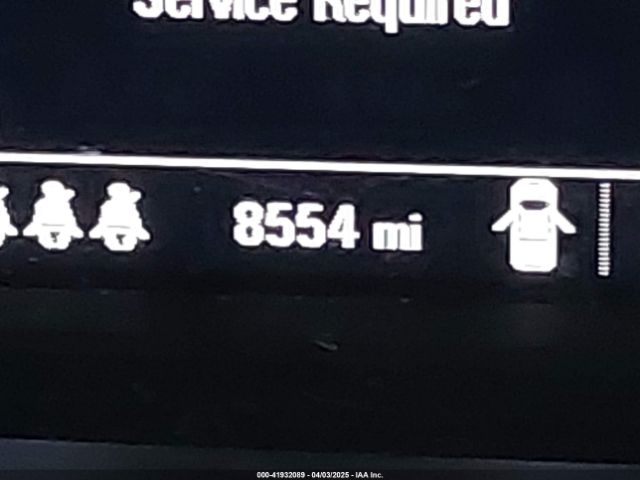 Service Required
8554 mi
000-41932089 - 04/03/2025 - IAA Inc.